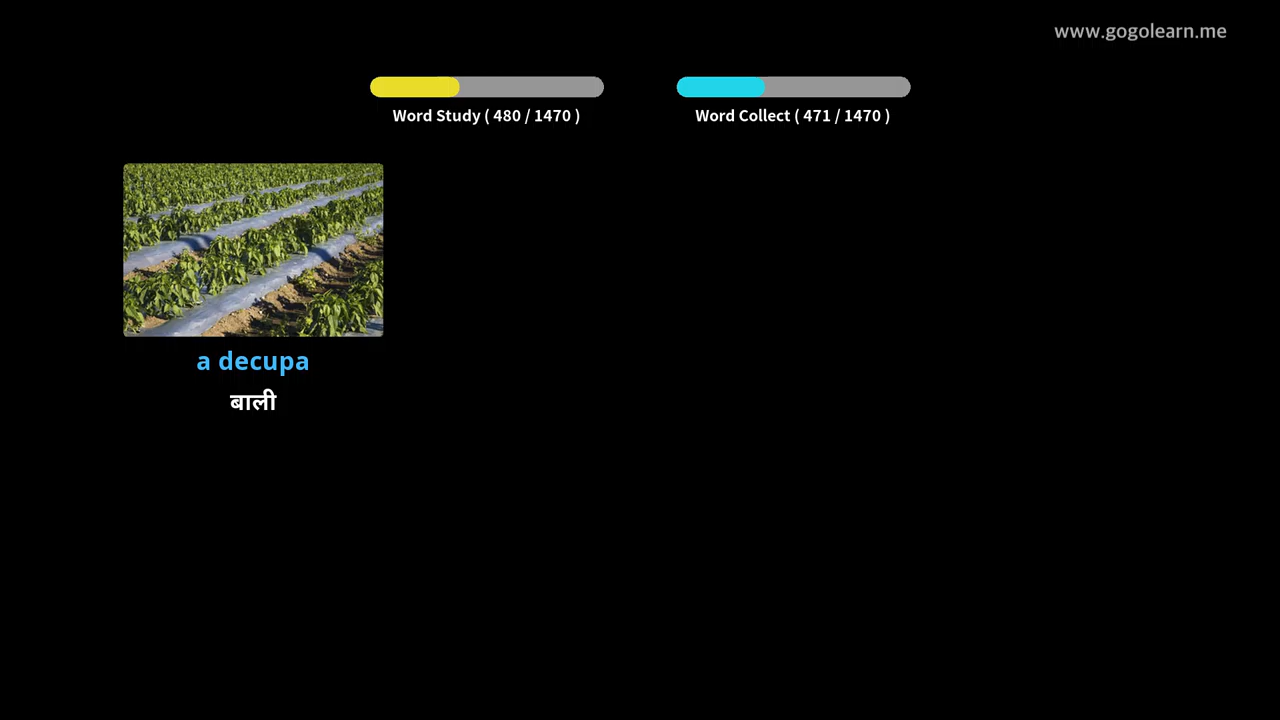 www.gogolearn.me
Word Study ( 480 / 1470 )
Word Collect ( 471 / 1470 )
a decupa
बाली